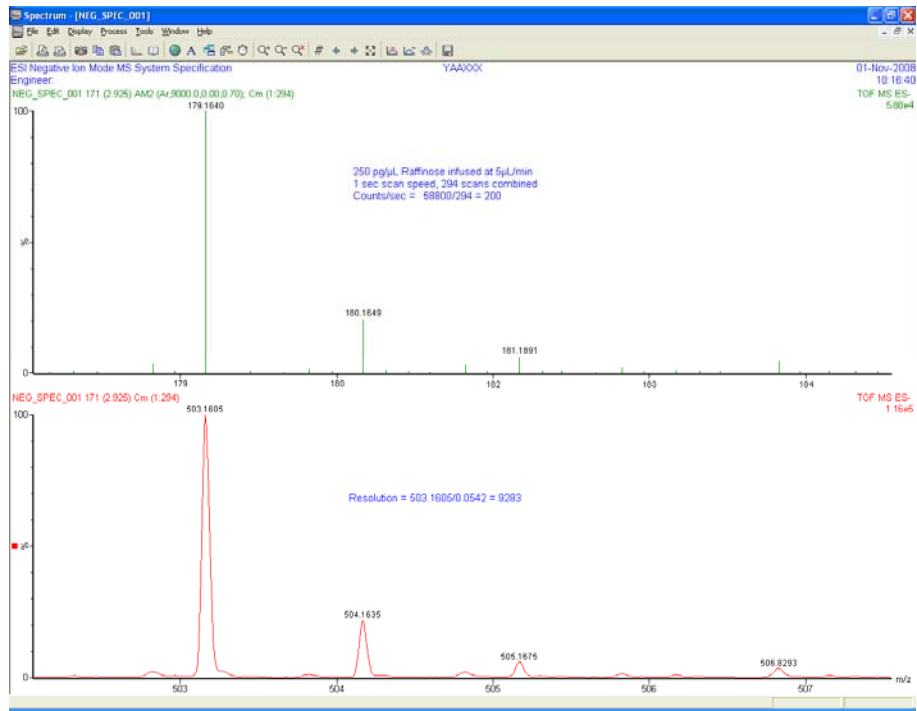 Spectrum - [NEG_SPEC_001]
File Edit Display Process Tools Window Help
ESI Negative Ion Mode MS System Specification YAAXXX 01-Nov-2008
Engineer: 10:16:40
NEG_SPEC_001 171 (2.925) AM2 (Ar,9000.0,0.00,0.70); Cm (1:294) TOF MS ES-
5.88e4
179.1640
100
250 pg/µL Raffinose infused at 5µL/min
1 sec scan speed, 294 scans combined
Counts/sec = 58800/294 = 200
%
180.1649
181.1891
0
179 180 182 183 184
NEG_SPEC_001 171 (2.925) Cm (1:294) TOF MS ES-
1.16e5
503.1605
100
Resolution = 503.1605/0.0542 = 9283
%
504.1635
505.1675
506.8293
0
503 504 505 506 507 m/z